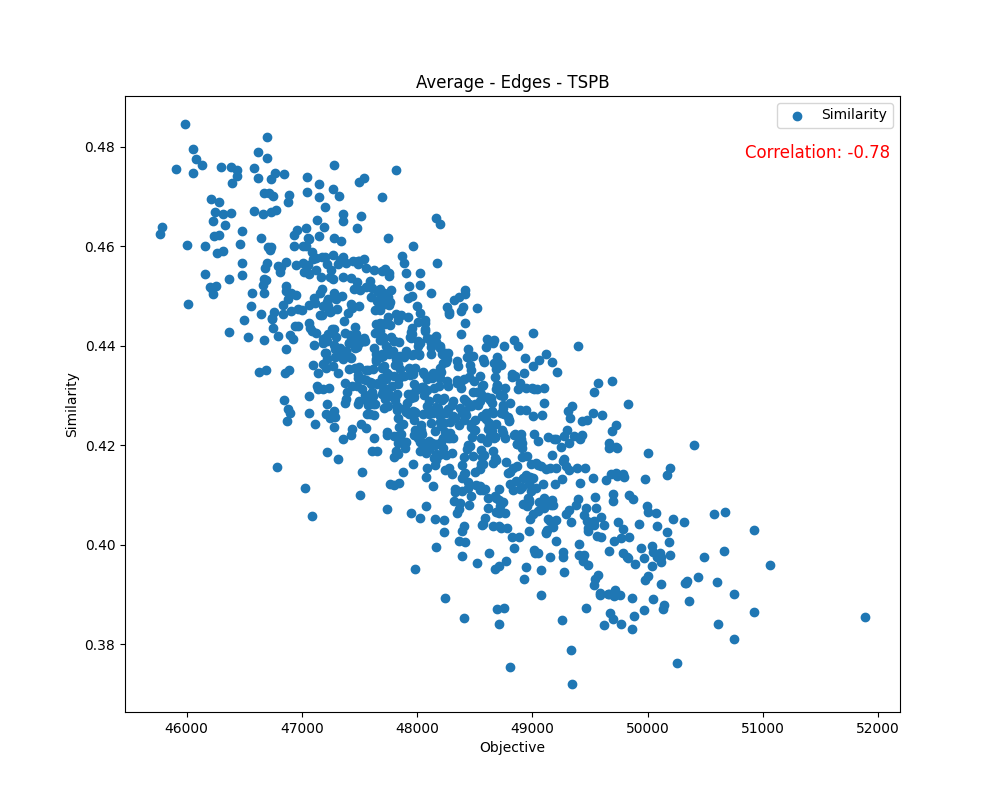 Average - Edges - TSPB
Similarity
Correlation: -0.78
0.48
0.46
0.44
0.42
0.40
0.38
Similarity
46000 47000 48000 49000 50000 51000 52000
Objective